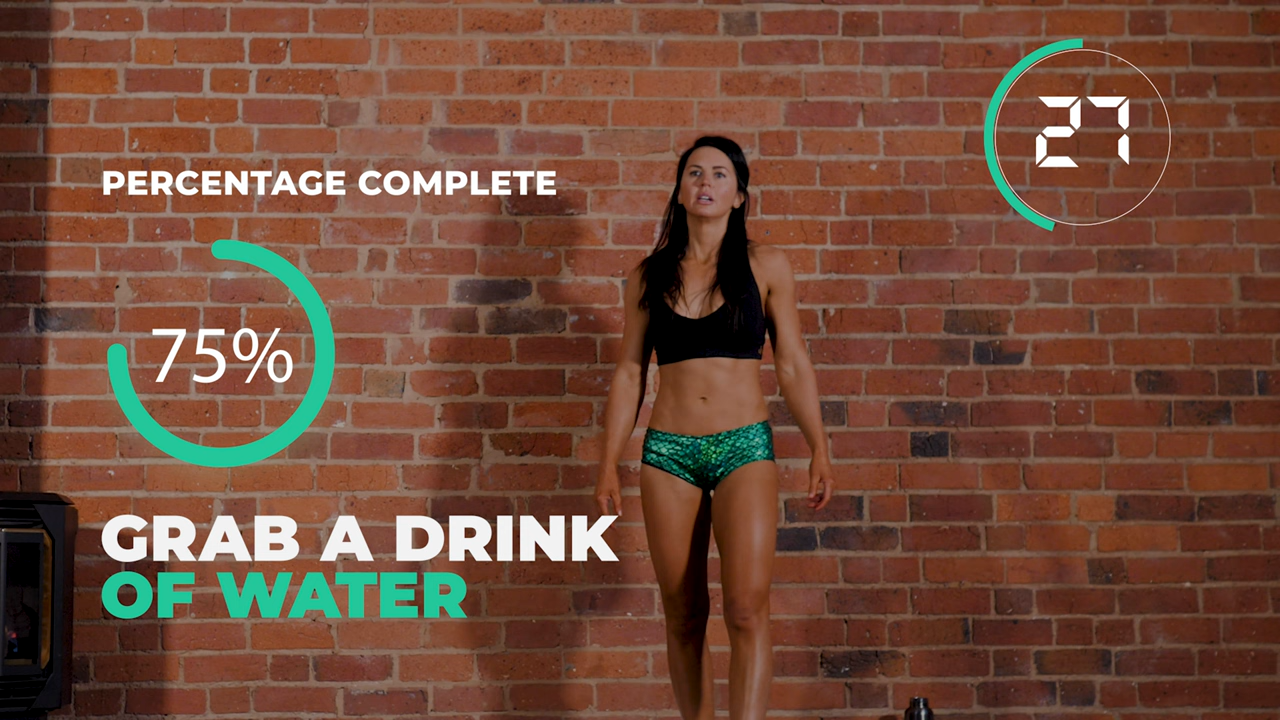 PERCENTAGE COMPLETE
27
75%
GRAB A DRINK
OF WATER